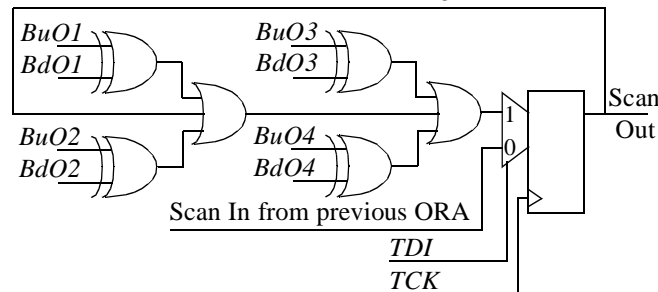 BuO1
BdO1
BuO3
BdO3
BuO2
BdO2
BuO4
BdO4
1
0
Scan
Out
Scan In from previous ORA
TDI
TCK